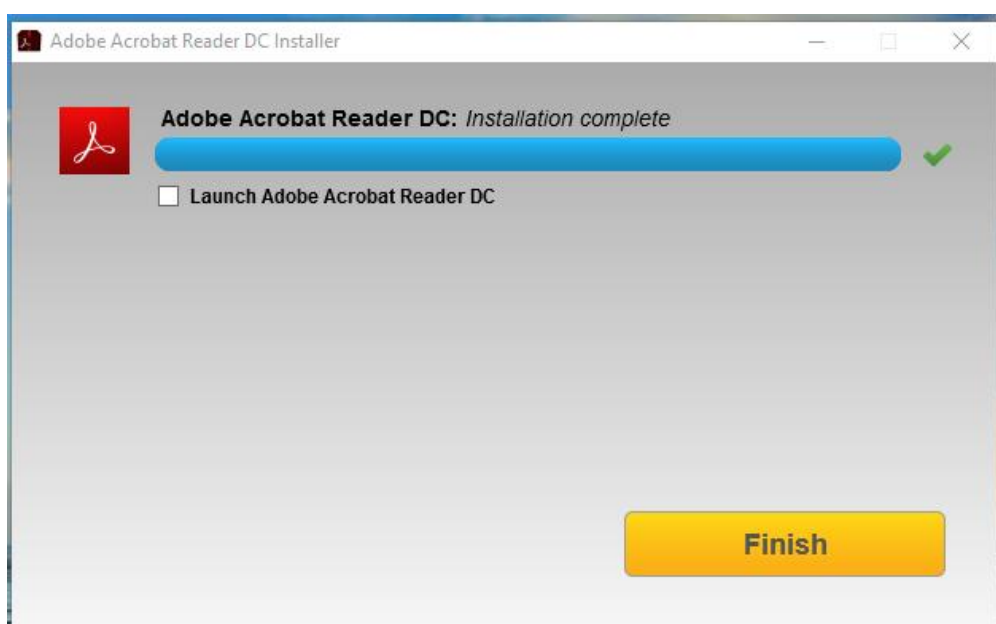 Adobe Acrobat Reader DC Installer
Adobe Acrobat Reader DC: Installation complete
Launch Adobe Acrobat Reader DC
Finish